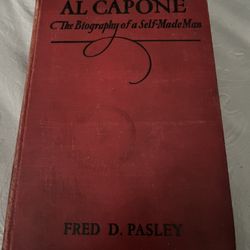 AL CAPONE
The Biography of a Self-Made Man
FRED D. PASLEY